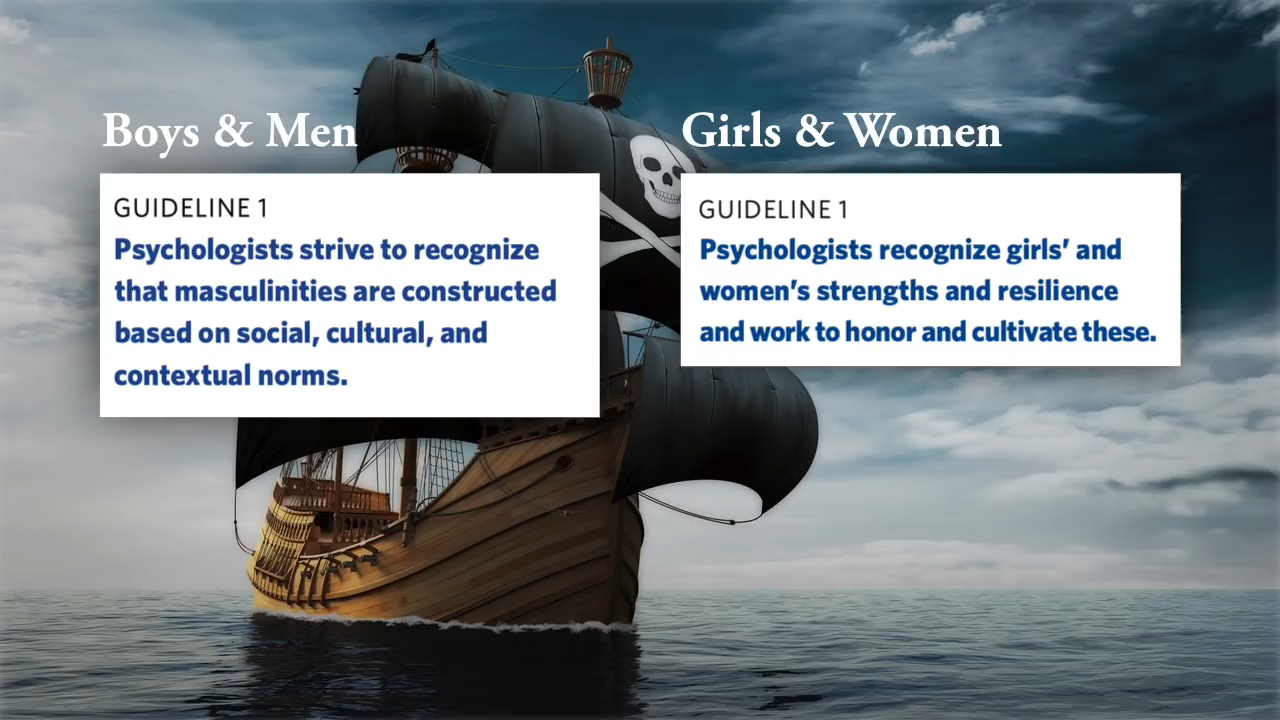 Boys & Men
GUIDELINE 1
Psychologists strive to recognize
that masculinities are constructed
based on social, cultural, and
contextual norms.
Girls & Women
GUIDELINE 1
Psychologists recognize girls’ and
women’s strengths and resilience
and work to honor and cultivate these.